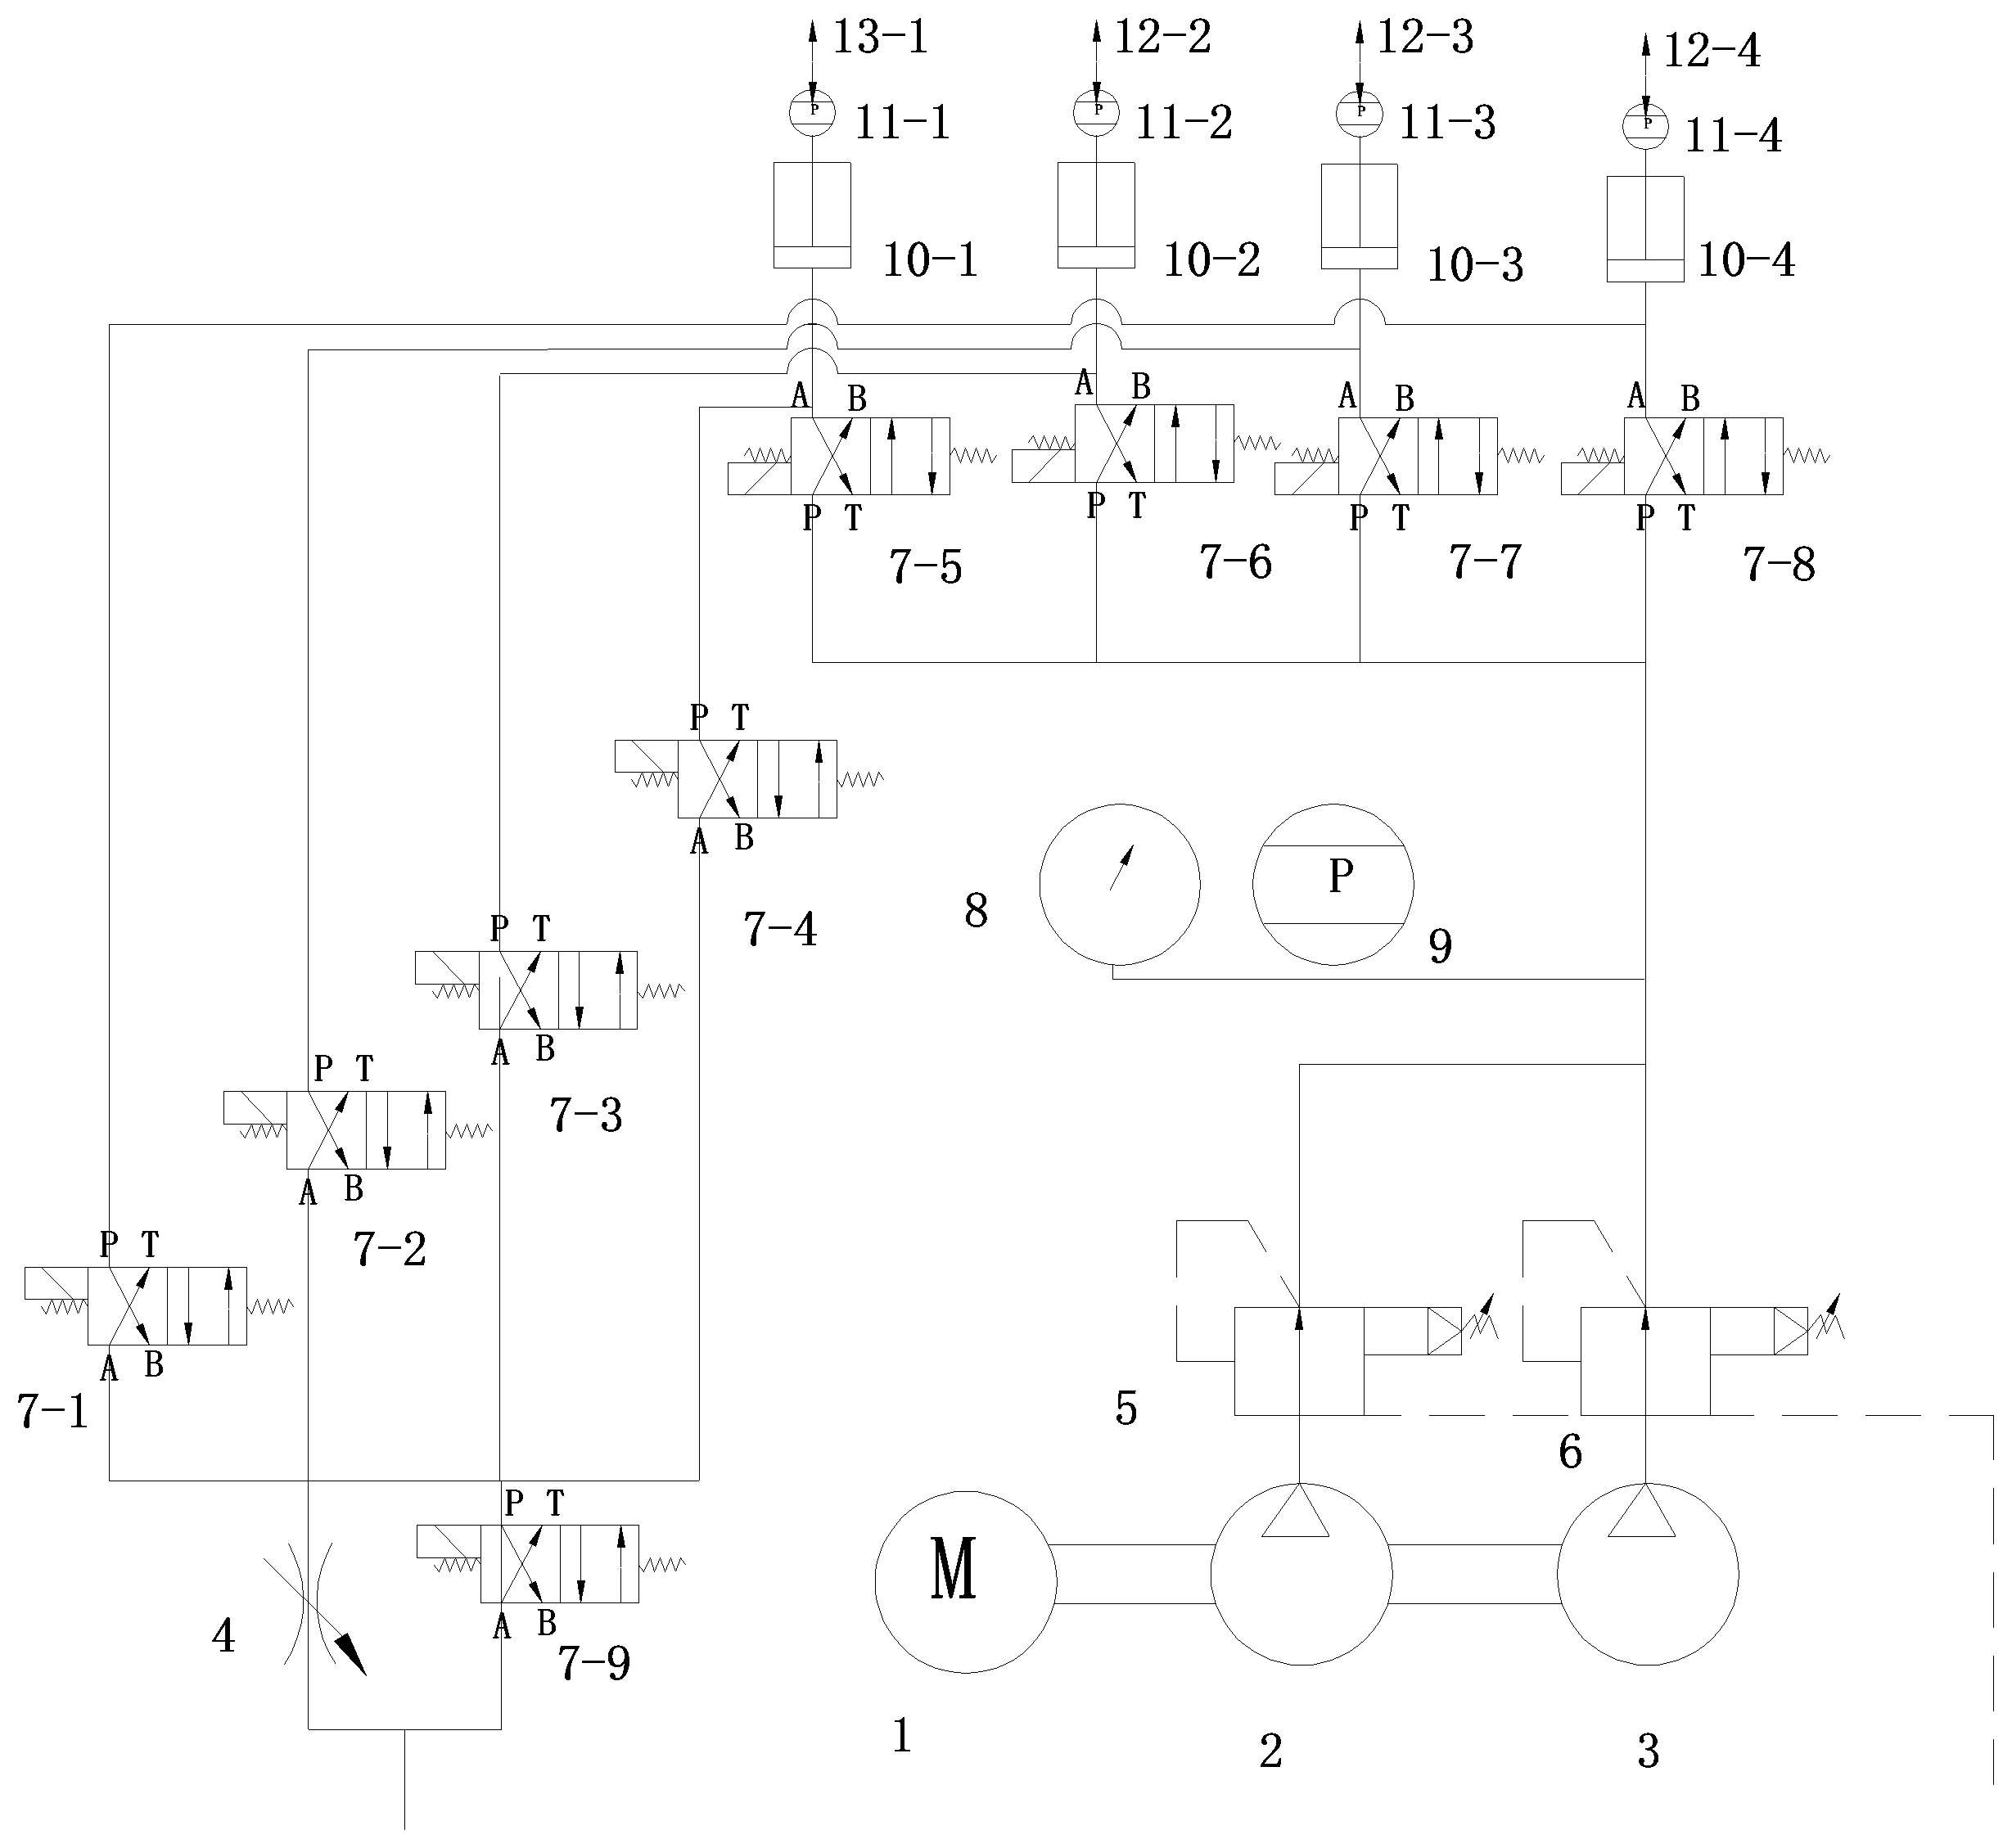 13-1 12-2 12-3 12-4
P P P P
11-1 11-2 11-3 11-4
10-1 10-2 10-3 10-4
A B A B A B A B
P T P T P T P T
7-5 7-6 7-7 7-8
P T
A B
7-4
8 P 9
P T
A B
7-3
P T
A B
7-2
P T
A B
7-1
5 6
P T
A B
7-9
4
M
1 2 3